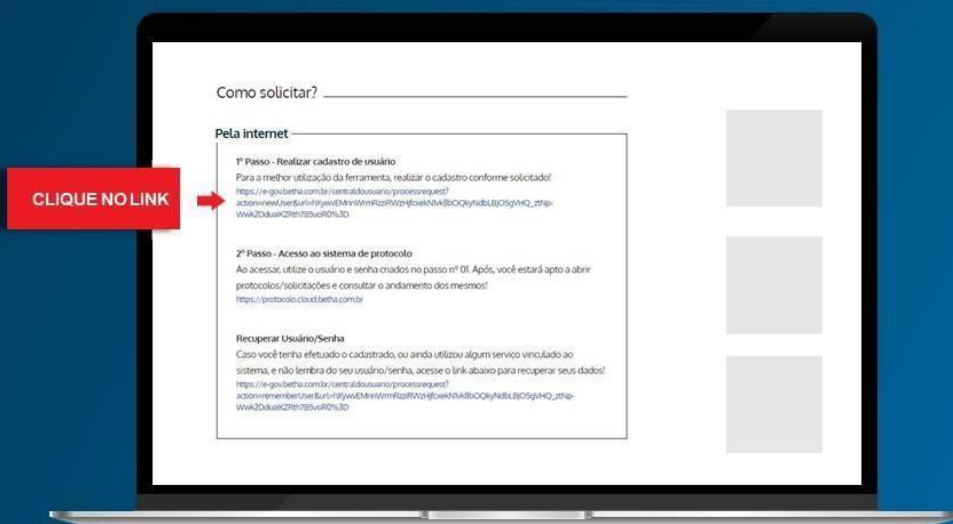 Como solicitar?
Pela internet
1º Passo - Realizar cadastro de usuário
Para a melhor utilização da ferramenta, realizar o cadastro conforme solicitado!
https://e-gov.betha.com.br/centraldousuario/processrequest?
CLIQUE NO LINK
2º Passo - Acesso ao sistema de protocolo
Ao acessar, utilize o usuário e senha criados no passo nº 01. Após, você estará apto a abrir
protocolos/solicitações e consultar o andamento dos mesmos!
https://protocolo.cloud.betha.com.br
Recuperar Usuário/Senha
Caso você tenha efetuado o cadastrado, ou ainda utilizou algum serviço vinculado ao
sistema, e não lembra do seu usuário/senha, acesse o link abaixo para recuperar seus dados!
https://e-gov.betha.com.br/centraldousuario/processrequest?